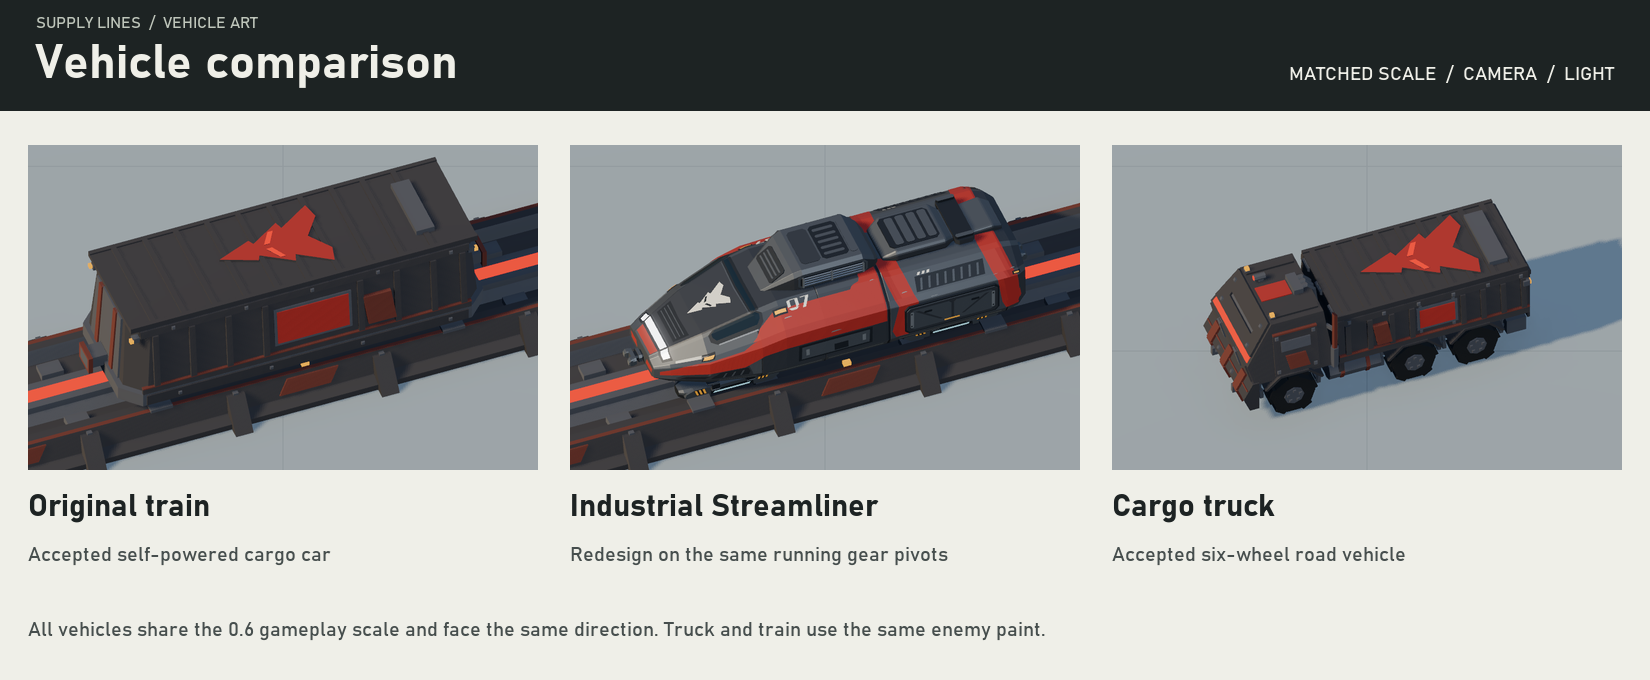 SUPPLY LINES / VEHICLE ART
Vehicle comparison
MATCHED SCALE / CAMERA / LIGHT
07
Original train
Accepted self-powered cargo car
Industrial Streamliner
Redesign on the same running gear pivots
Cargo truck
Accepted six-wheel road vehicle
All vehicles share the 0.6 gameplay scale and face the same direction. Truck and train use the same enemy paint.